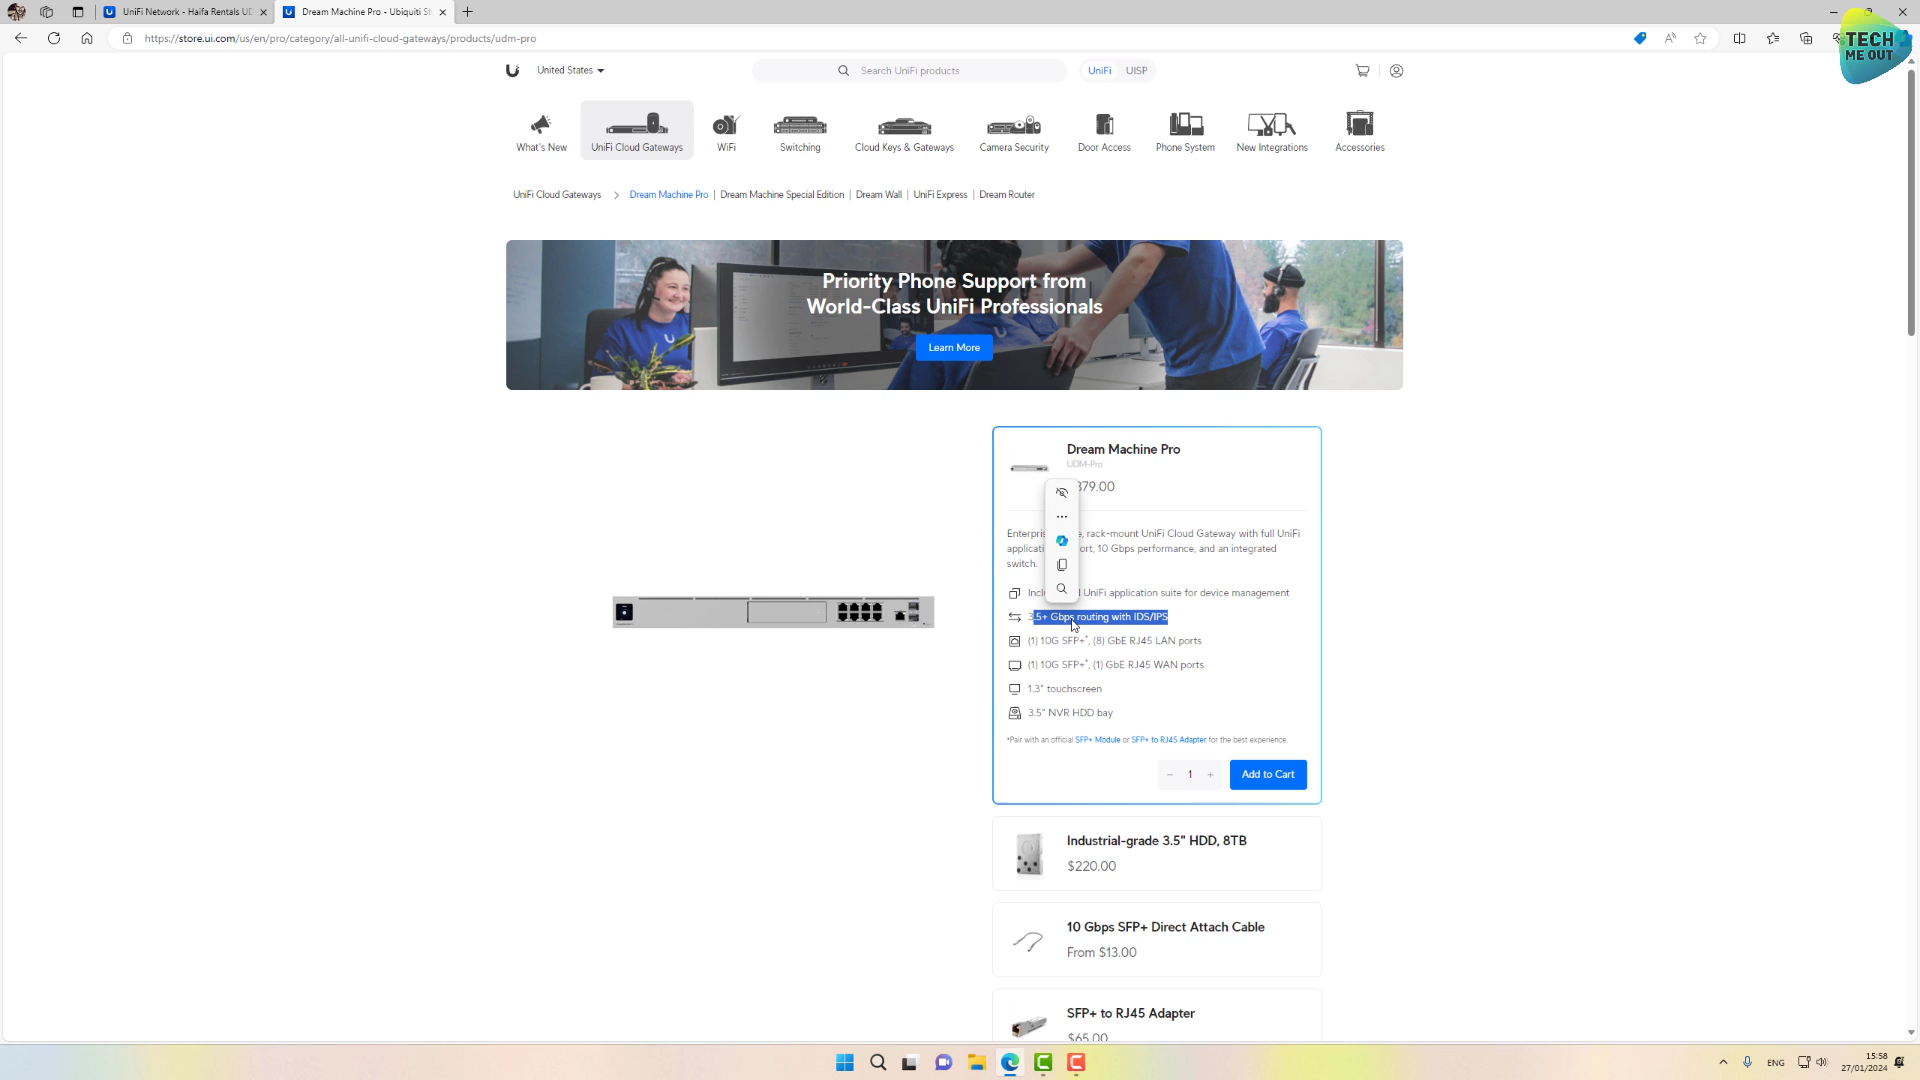 UniFi Network - Haifa Rentals UD
Dream Machine Pro - Ubiquiti St
https://store.ui.com/us/en/pro/category/all-unifi-cloud-gateways/products/udm-pro
TECH
ME OUT
United States
Search UniFi products
UniFi
UISP
What's New
UniFi Cloud Gateways
WiFi
Switching
Cloud Keys & Gateways
Camera Security
Door Access
Phone System
New Integrations
Accessories
UniFi Cloud Gateways > Dream Machine Pro | Dream Machine Special Edition | Dream Wall | UniFi Express | Dream Router
Priority Phone Support from
World-Class UniFi Professionals
Learn More
Dream Machine Pro
UDM-Pro
379.00
rack-mount UniFi Cloud Gateway with full UniFi
10 Gbps performance, and an integrated
switch.
UniFi application suite for device management
3.5+ Gbps routing with IDS/IPS
(1) 10G SFP+*, (8) GbE RJ45 LAN ports
(1) 10G SFP+*, (1) GbE RJ45 WAN ports
1.3" touchscreen
3.5" NVR HDD bay
*Pair with an official SFP+ Module or SFP+ to RJ45 Adapter for the best experience.
- 1 +
Add to Cart
Industrial-grade 3.5" HDD, 8TB
$220.00
10 Gbps SFP+ Direct Attach Cable
From $13.00
SFP+ to RJ45 Adapter
$65.00
ENG
15:58
27/01/2024